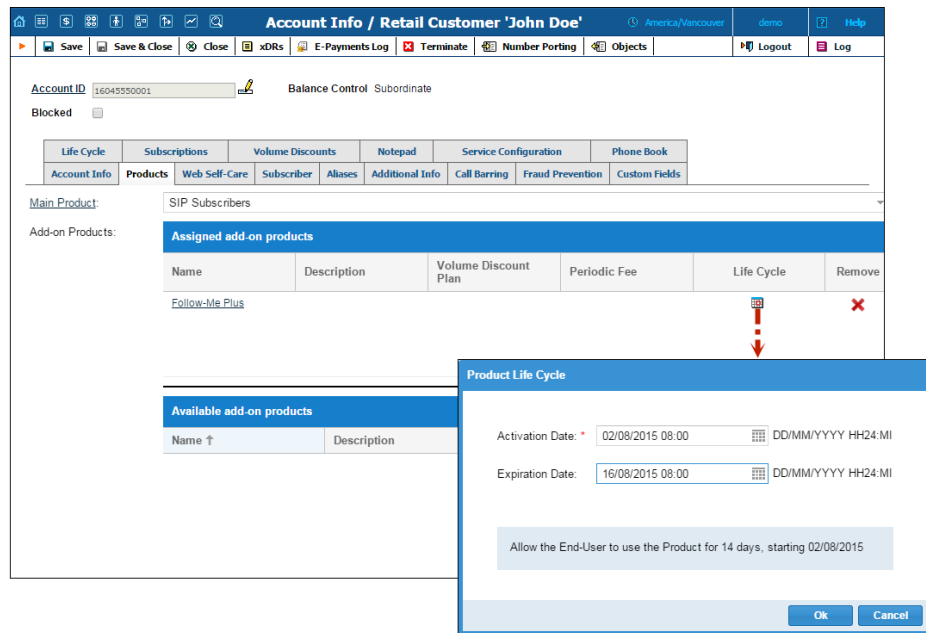 Account Info / Retail Customer 'John Doe' America/Vancouver demo ? Help
Save Save & Close Close xDRs E-Payments Log Terminate Number Porting Objects Logout Log
Account ID 16045550001 Balance Control Subordinate
Blocked
Life Cycle Subscriptions Volume Discounts Notepad Service Configuration Phone Book
Account Info Products Web Self-Care Subscriber Aliases Additional Info Call Barring Fraud Prevention Custom Fields
Main Product: SIP Subscribers
Add-on Products: Assigned add-on products
Name Description Volume Discount Plan Periodic Fee Life Cycle Remove
Follow-Me Plus
Product Life Cycle
Available add-on products
Name Description
Activation Date: * 02/08/2015 08:00 DD/MM/YYYY HH24:MI
Expiration Date: 16/08/2015 08:00 DD/MM/YYYY HH24:MI
Allow the End-User to use the Product for 14 days, starting 02/08/2015
Ok Cancel